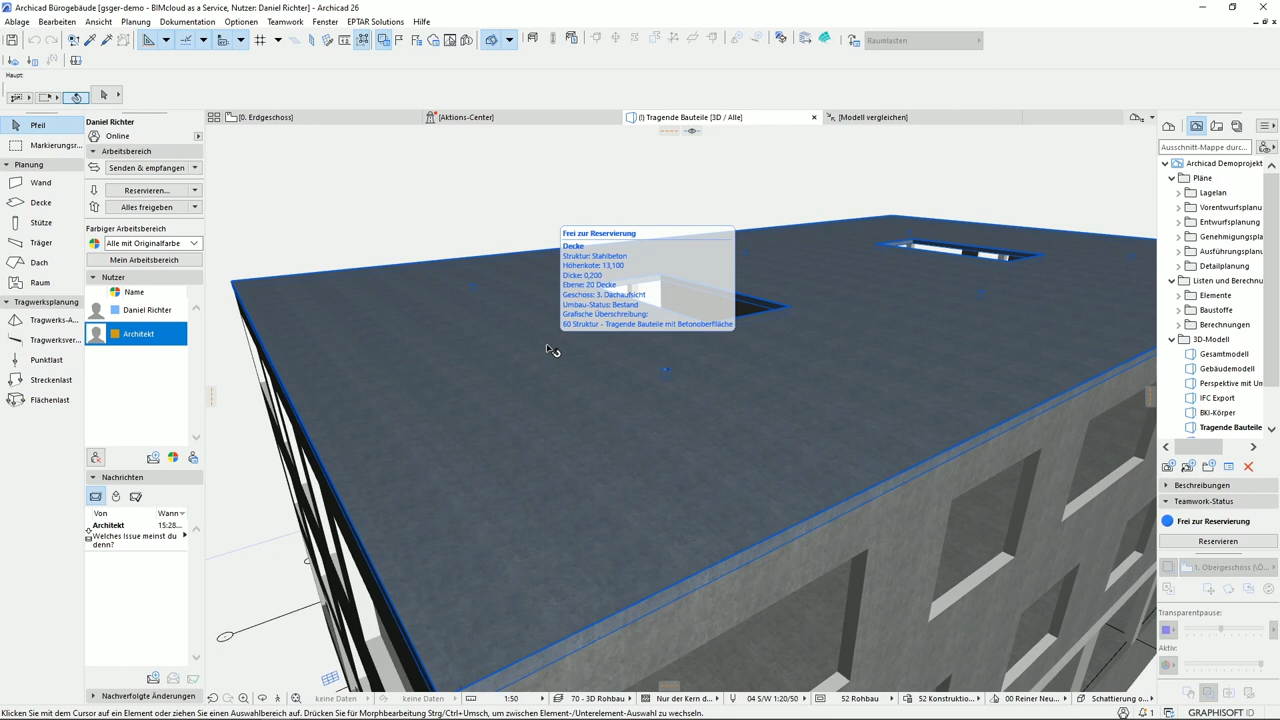 Archicad Bürogebäude [gsger-demo - BIMcloud as a Service, Nutzer: Daniel Richter] - Archicad 26
Ablage Bearbeiten Ansicht Planung Dokumentation Optionen Teamwork Fenster EPTAR Solutions Hilfe
Raumlasten
Haupt:
Pfeil
Markierungsr...
Planung
Wand
Decke
Stütze
Träger
Dach
Raum
Tragwerksplanung
Tragwerks-A...
Tragwerksver...
Punktlast
Streckenlast
Flächenlast
Daniel Richter
Online
Arbeitsbereich
Senden & empfangen
Reservieren...
Alles freigeben
Farbiger Arbeitsbereich
Alle mit Originalfarbe
Mein Arbeitsbereich
Nutzer
Name
Daniel Richter
Architekt
Nachrichten
Von Wann
Architekt 15:28...
Welches Issue meinst du
denn?
Nachverfolgte Änderungen
[0. Erdgeschoss]
[Aktions-Center]
(!) Tragende Bauteile [3D / Alle]
[Modell vergleichen]
Frei zur Reservierung
Decke
Struktur: Stahlbeton
Höhenkote: 13,100
Dicke: 0,200
Ebene: 20 Decke
Geschoss: 3. Dachaufsicht
Umbau-Status: Bestand
Grafische Überschreibung:
60 Struktur - Tragende Bauteile mit Betonoberfläche
Ausschnitt-Mappe durc...
Archicad Demoprojekt
Pläne
Lagelan
Vorentwurfsplanu
Entwurfsplanung
Genehmigungspla
Ausführungsplanu
Detailplanung
Listen und Berechnu
Elemente
Baustoffe
Berechnungen
3D-Modell
Gesamtmodell
Gebäudemodell
Perspektive mit Un
IFC Export
BKI-Körper
Tragende Bauteile
Beschreibungen
Teamwork-Status
Frei zur Reservierung
Reservieren
1. Obergeschoss (\Ö...
Transparentpause:
Aktiv:
keine Daten keine Daten 1:50 70 - 3D Rohbau Nur der Kern d... 04 S/W 1:20/50 52 Rohbau 52 Konstruktio... 00 Reiner Neu... Schattierung o...
Klicken Sie mit dem Cursor auf ein Element oder ziehen Sie einen Auswahlbereich auf. Drücken Sie für Morphbearbeitung Strg/Ctrl+Umsch, um zwischen Element-/Unterelement-Auswahl zu wechseln.
1
GRAPHISOFT ID